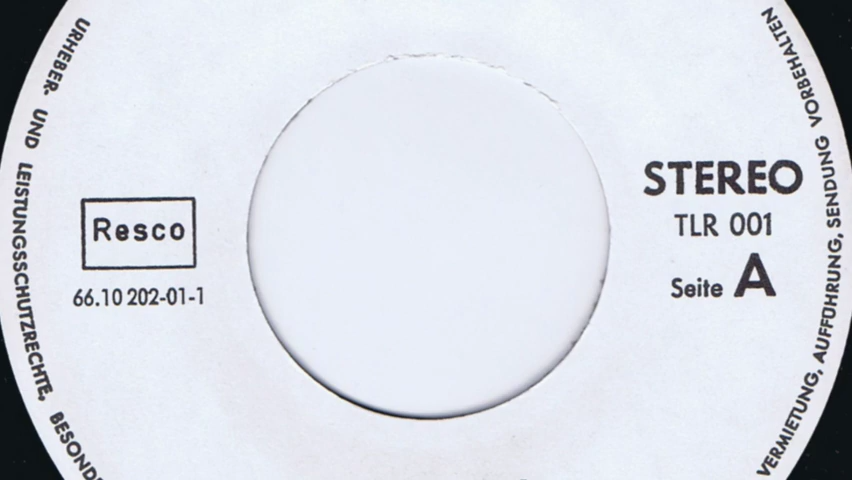 URHEBER- UND LEISTUNGSSCHUTZRECHTE,
VERMIETUNG, AUFFÜHRUNG, SENDUNG VORBEHALTEN
Resco
66.10 202-01-1
STEREO
TLR 001
Seite A